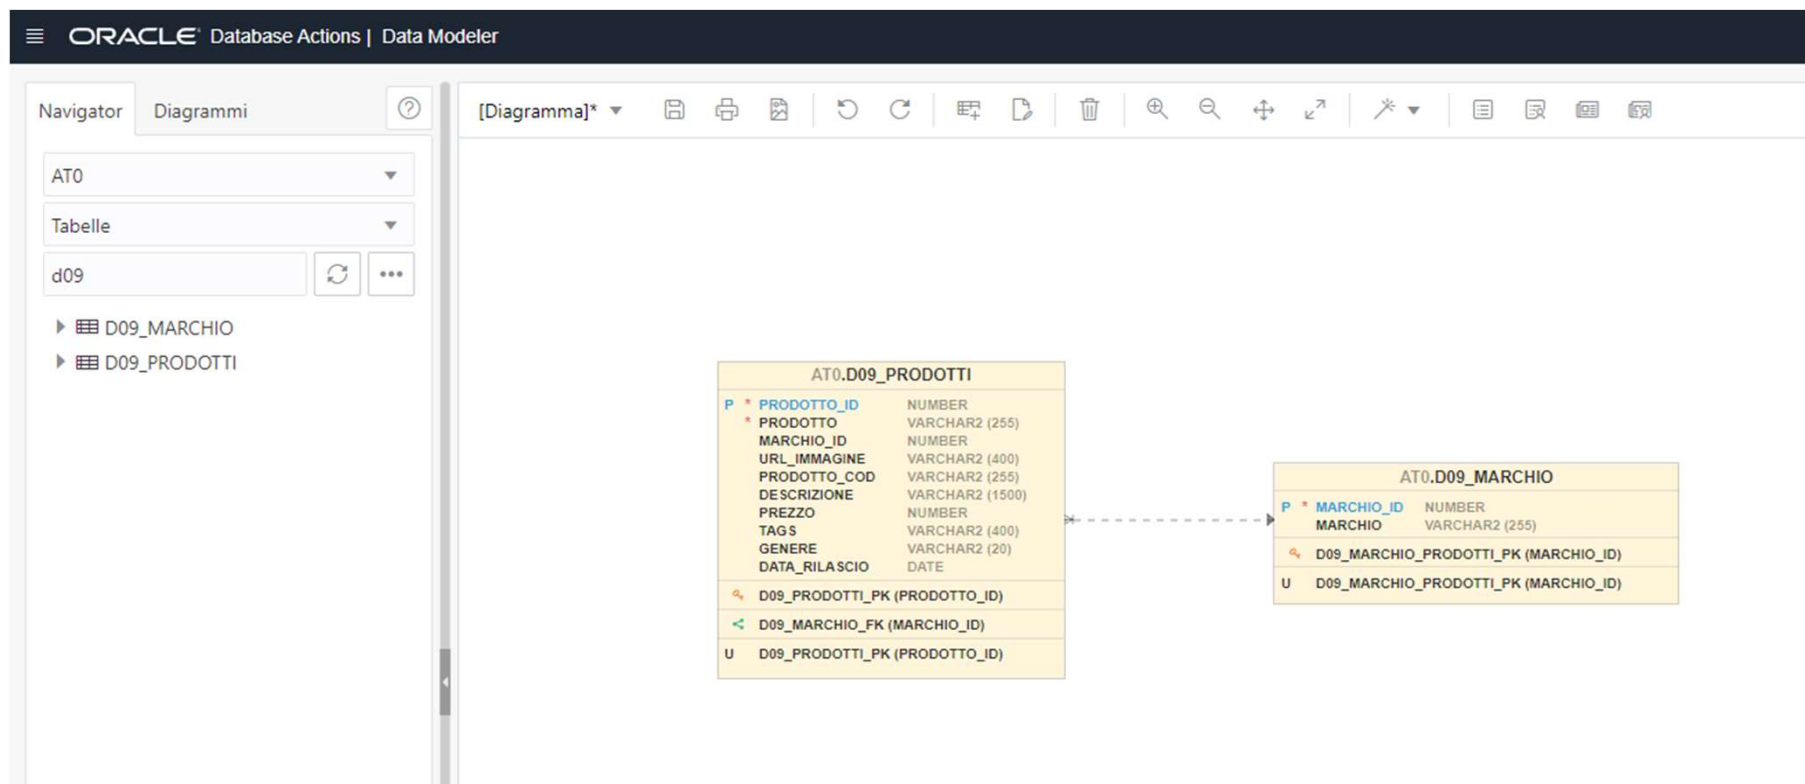 ORACLE Database Actions | Data Modeler
Navigator Diagrammi
[Diagramma]*
AT0
Tabelle
d09
D09_MARCHIO
D09_PRODOTTI
AT0.D09_PRODOTTI
P * PRODOTTO_ID NUMBER
* PRODOTTO VARCHAR2 (255)
MARCHIO_ID NUMBER
URL_IMMAGINE VARCHAR2 (400)
PRODOTTO_COD VARCHAR2 (255)
DESCRIZIONE VARCHAR2 (1500)
PREZZO NUMBER
TAGS VARCHAR2 (400)
GENERE VARCHAR2 (20)
DATA_RILASCIO DATE
D09_PRODOTTI_PK (PRODOTTO_ID)
D09_MARCHIO_FK (MARCHIO_ID)
U D09_PRODOTTI_PK (PRODOTTO_ID)
AT0.D09_MARCHIO
P * MARCHIO_ID NUMBER
MARCHIO VARCHAR2 (255)
D09_MARCHIO_PRODOTTI_PK (MARCHIO_ID)
U D09_MARCHIO_PRODOTTI_PK (MARCHIO_ID)